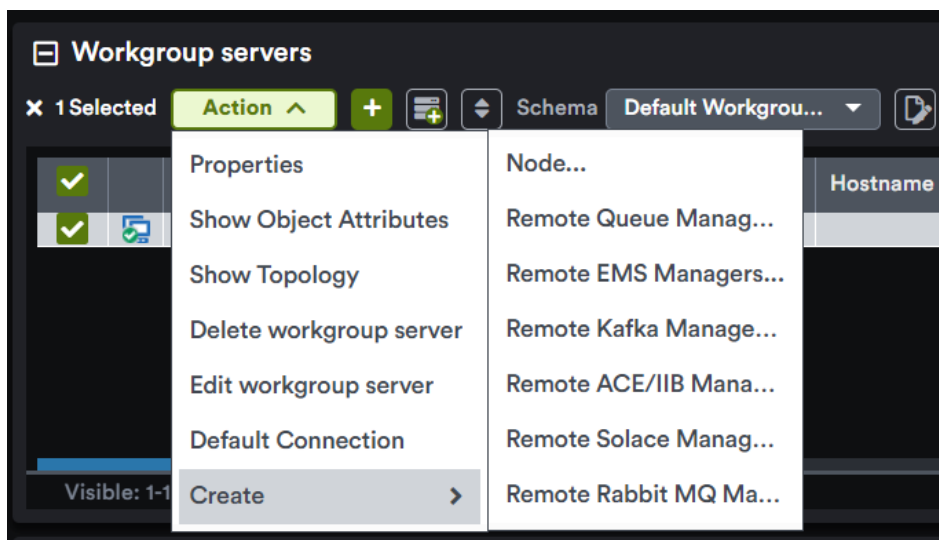 Workgroup servers
1 Selected Action + Schema Default Workgrou...
Hostname
Properties
Show Object Attributes
Show Topology
Delete workgroup server
Edit workgroup server
Default Connection
Create
Node...
Remote Queue Manag...
Remote EMS Managers...
Remote Kafka Manage...
Remote ACE/IIB Mana...
Remote Solace Manag...
Remote Rabbit MQ Ma...
Visible: 1-1